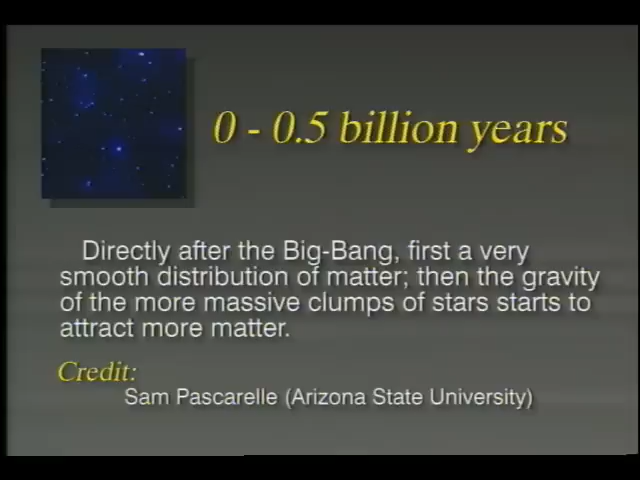 0 - 0.5 billion years
Directly after the Big-Bang, first a very
smooth distribution of matter; then the gravity
of the more massive clumps of stars starts to
attract more matter.
Credit:
Sam Pascarelle (Arizona State University)